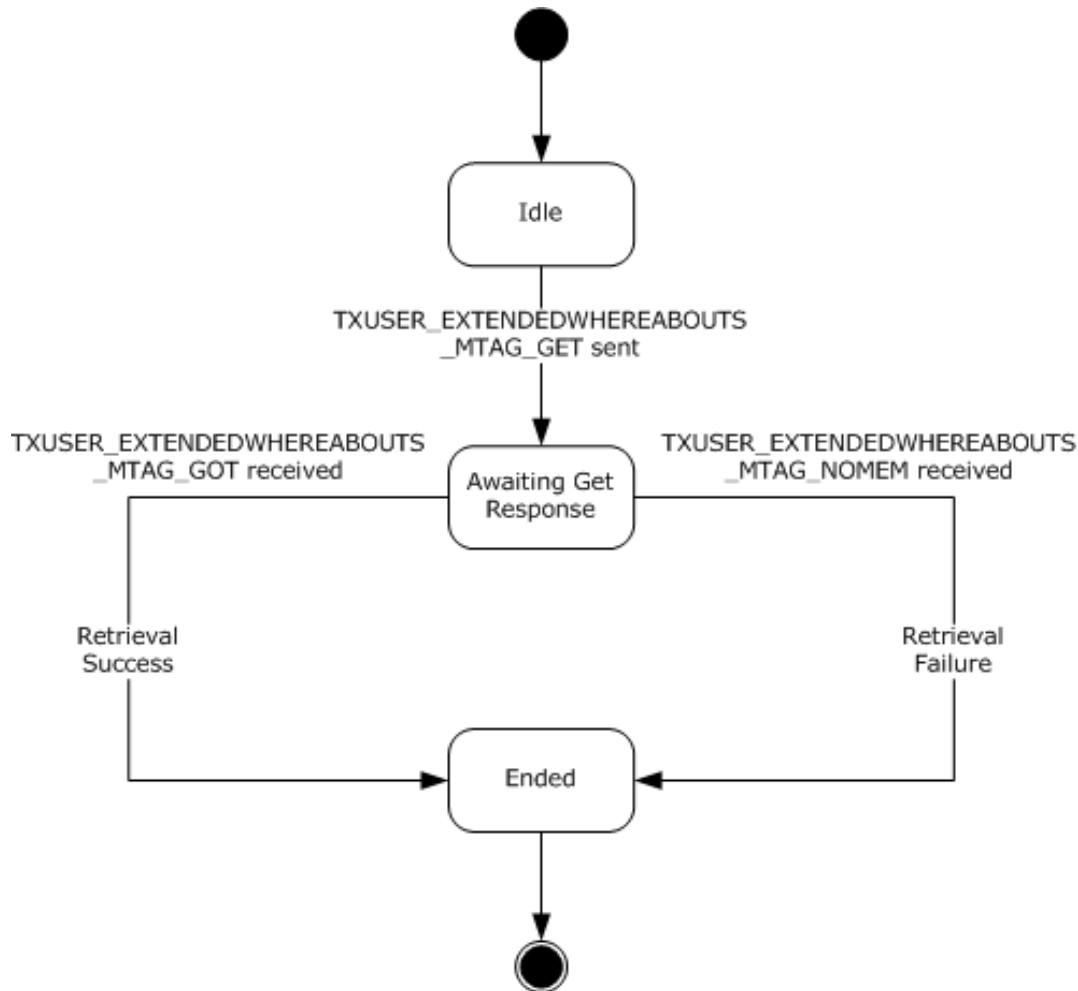 Idle
TXUSER_EXTENDEDWHEREABOUTS
_MTAG_GET sent
TXUSER_EXTENDEDWHEREABOUTS
_MTAG_GOT received
Awaiting Get
Response
TXUSER_EXTENDEDWHEREABOUTS
_MTAG_NOMEM received
Retrieval
Success
Retrieval
Failure
Ended